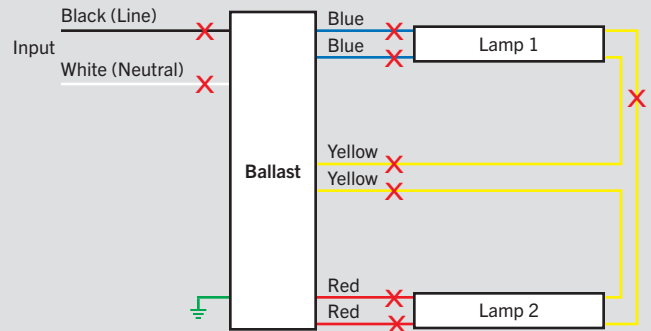 Black (Line)
Input
White (Neutral)
Blue
Blue
Lamp 1
Ballast
Yellow
Yellow
Red
Red
Lamp 2